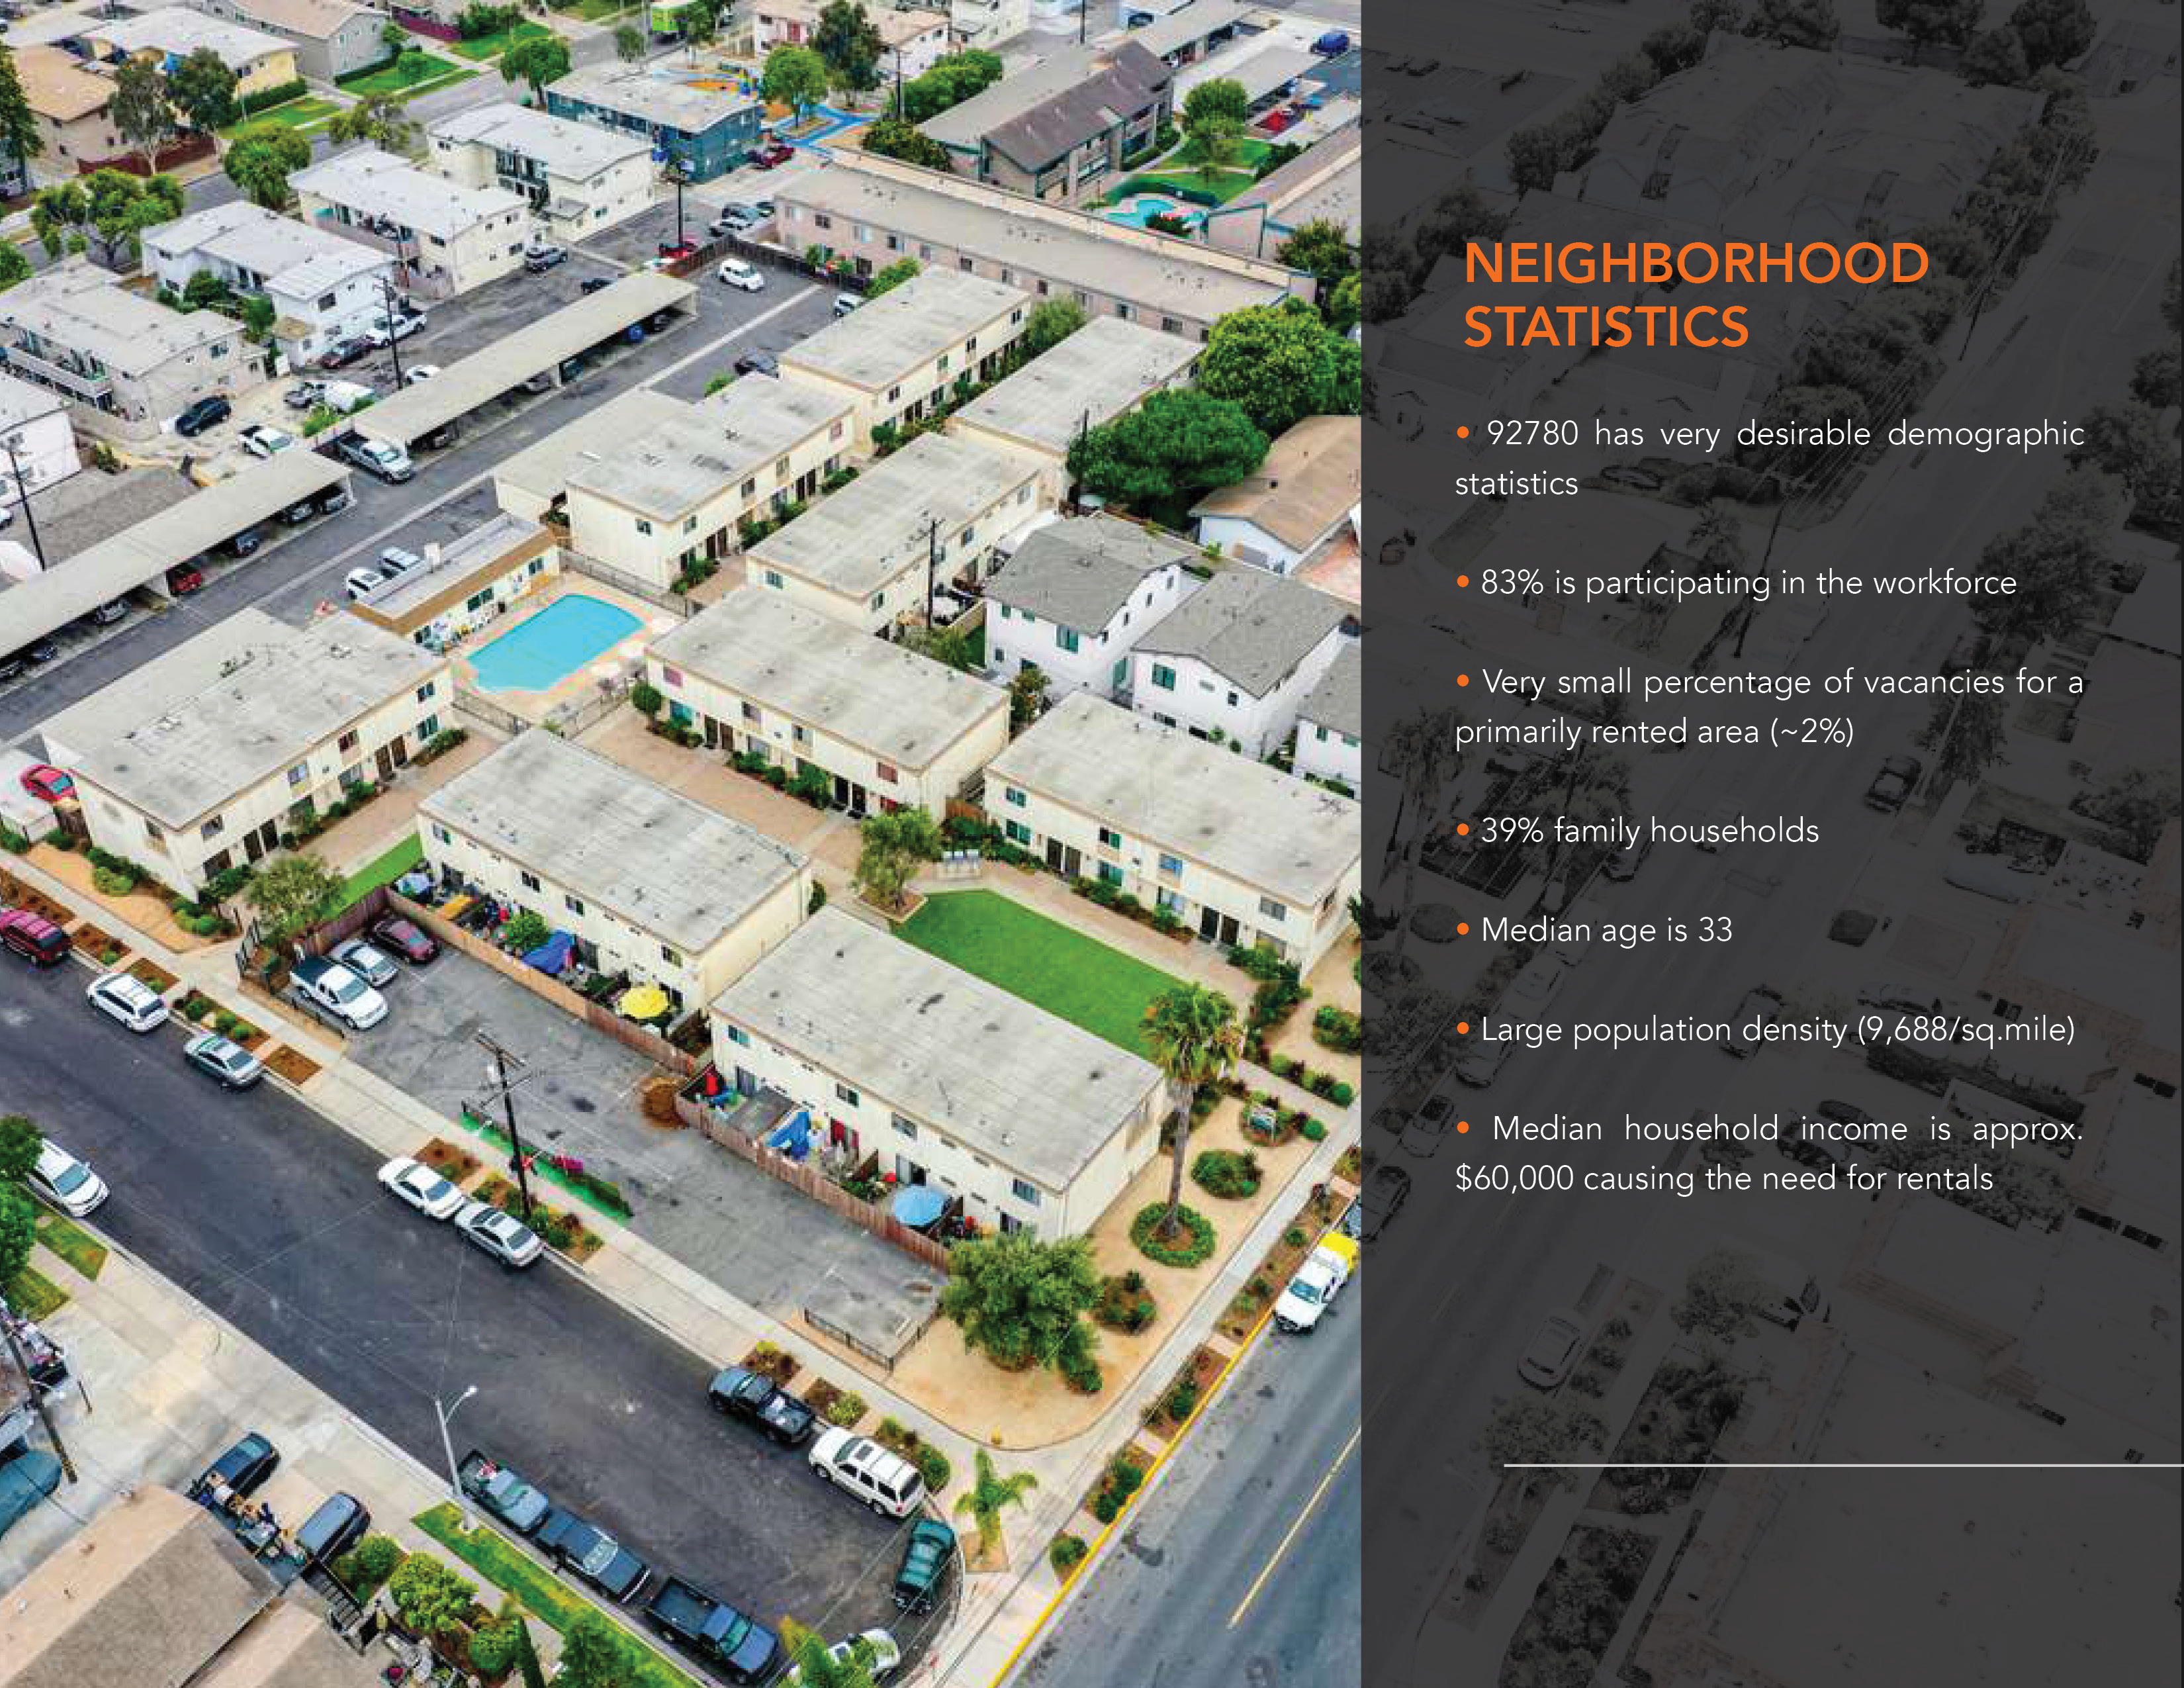 NEIGHBORHOOD
STATISTICS
• 92780 has very desirable demographic
statistics
• 83% is participating in the workforce
• Very small percentage of vacancies for a
primarily rented area (~2%)
• 39% family households
• Median age is 33
• Large population density (9,688/sq.mile)
• Median household income is approx.
$60,000 causing the need for rentals